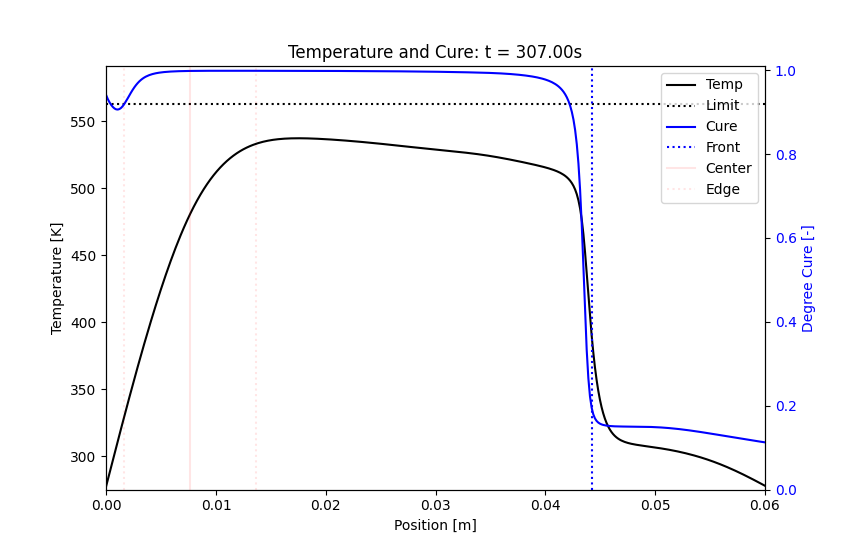 Temperature and Cure: t = 307.00s
Temperature [K]
550
500
450
400
350
300
Temp
Limit
Cure
Front
Center
Edge
1.0
0.8
0.6
0.4
0.2
0.0
Degree Cure [-]
0.00 0.01 0.02 0.03 0.04 0.05 0.06
Position [m]